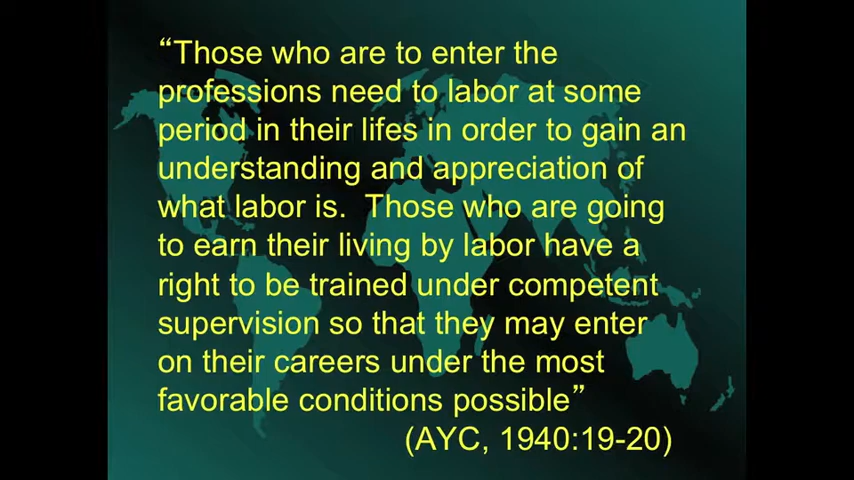 “Those who are to enter the
professions need to labor at some
period in their lifes in order to gain an
understanding and appreciation of
what labor is.  Those who are going
to earn their living by labor have a
right to be trained under competent
supervision so that they may enter
on their careers under the most
favorable conditions possible”
(AYC, 1940:19-20)